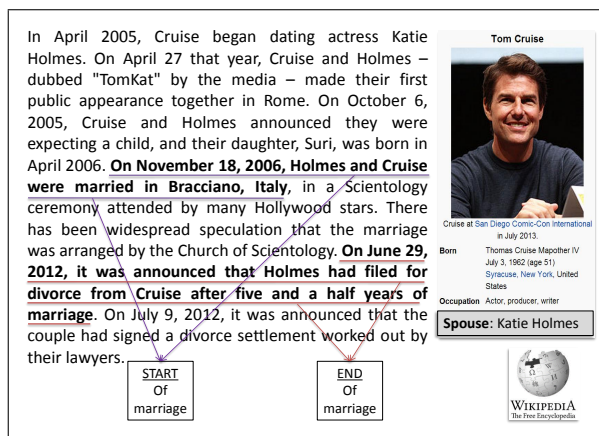 In April 2005, Cruise began dating actress Katie
Holmes. On April 27 that year, Cruise and Holmes –
dubbed "TomKat" by the media – made their first
public appearance together in Rome. On October 6,
2005, Cruise and Holmes announced they were
expecting a child, and their daughter, Suri, was born in
April 2006. On November 18, 2006, Holmes and Cruise
were married in Bracciano, Italy, in a Scientology
ceremony attended by many Hollywood stars. There
has been widespread speculation that the marriage
was arranged by the Church of Scientology. On June 29,
2012, it was announced that Holmes had filed for
divorce from Cruise after five and a half years of
marriage. On July 9, 2012, it was announced that the
couple had signed a divorce settlement worked out by
their lawyers.
START
Of
marriage
END
Of
marriage
Tom Cruise
Cruise at San Diego Comic-Con International
in July 2013.
Born Thomas Cruise Mapother IV
July 3, 1962 (age 51)
Syracuse, New York, United
States
Occupation Actor, producer, writer
Spouse: Katie Holmes
WIKIPEDIA
The Free Encyclopedia